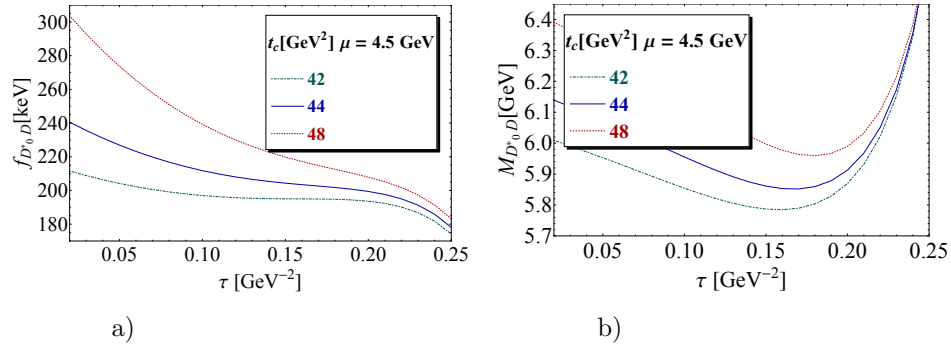 f_{D*_0 D}[keV]
300
280
260
240
220
200
180
t_c[GeV²] μ = 4.5 GeV
42
44
48
0.05 0.10 0.15 0.20 0.25
τ [GeV⁻²]
a)
M_{D*_0 D}[GeV]
6.4
6.3
6.2
6.1
6.0
5.9
5.8
5.7
t_c[GeV²] μ = 4.5 GeV
42
44
48
0.05 0.10 0.15 0.20 0.25
τ [GeV⁻²]
b)